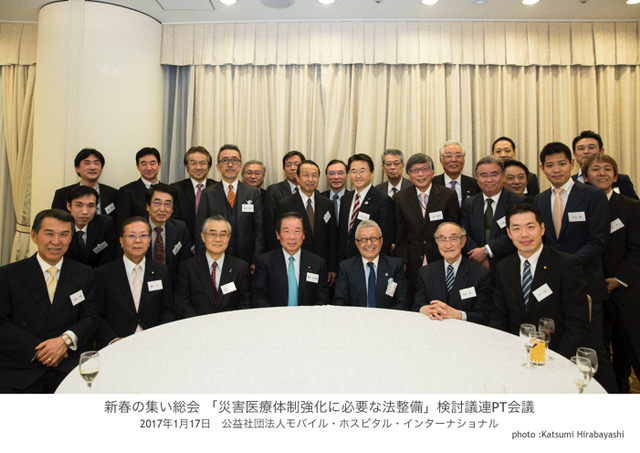 新春の集い総会 「災害医療体制強化に必要な法整備」検討議連PT会議
2017年1月17日 公益社団法人モバイル・ホスピタル・インターナショナル
photo :Katsumi Hirabayashi